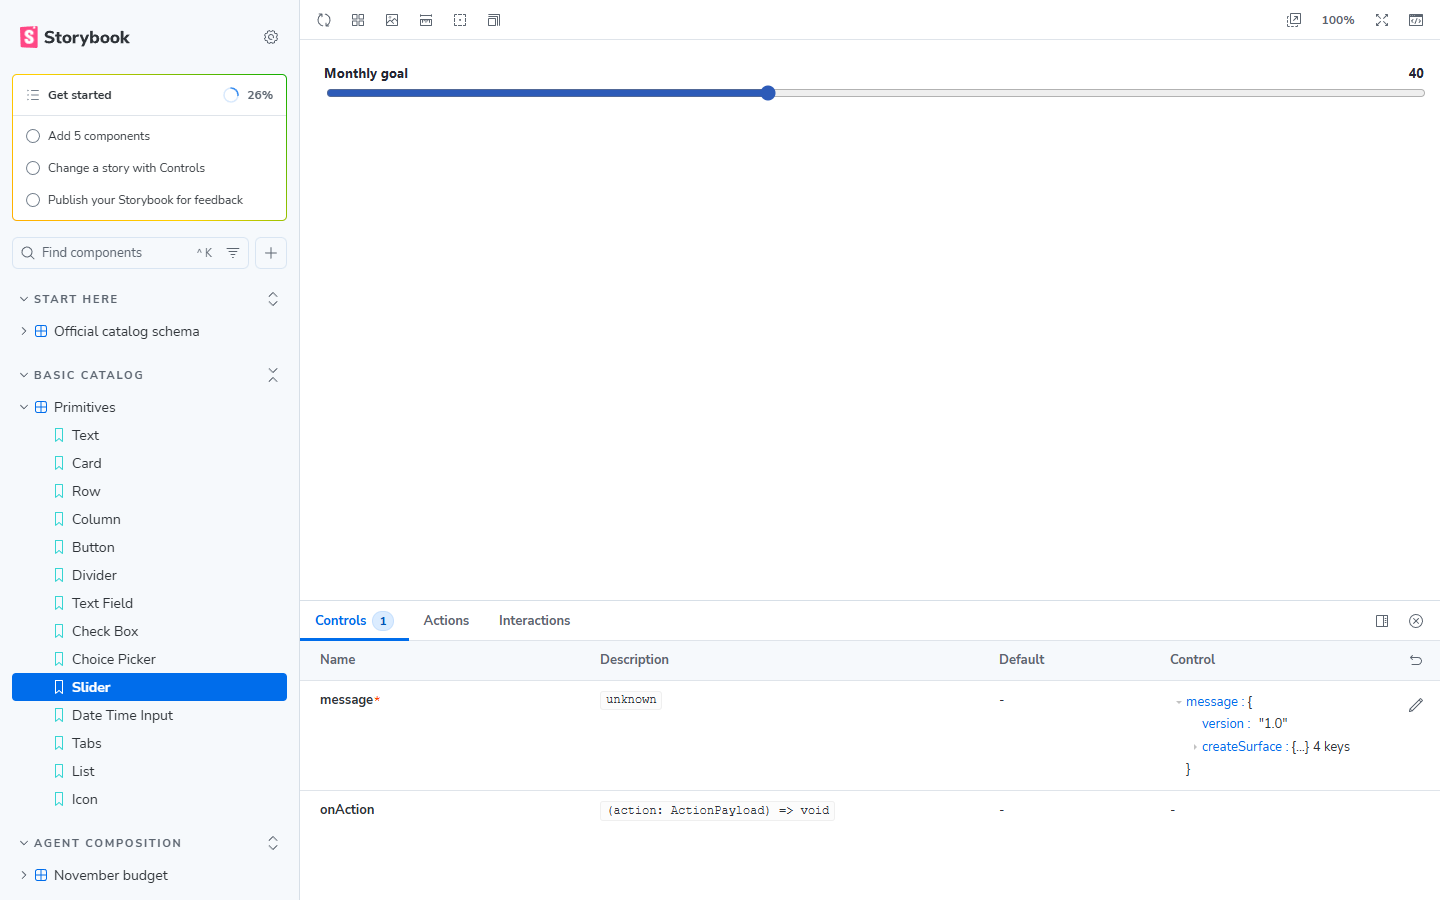 Storybook
Get started
26%
Add 5 components
Change a story with Controls
Publish your Storybook for feedback
Find components
^ K
START HERE
Official catalog schema
BASIC CATALOG
Primitives
Text
Card
Row
Column
Button
Divider
Text Field
Check Box
Choice Picker
Slider
Date Time Input
Tabs
List
Icon
AGENT COMPOSITION
November budget
100%
Monthly goal
40
Controls 1 Actions Interactions
Name Description Default Control
message* unknown - message : {
version : "1.0"
createSurface : {...} 4 keys
}
onAction (action: ActionPayload) => void - -